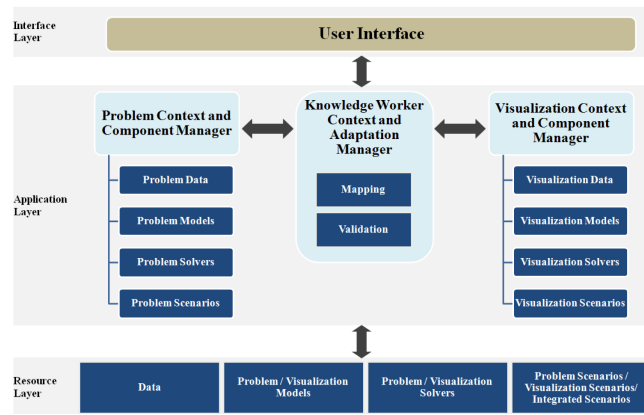 Interface
Layer
User Interface
Application
Layer
Problem Context and
Component Manager
Problem Data
Problem Models
Problem Solvers
Problem Scenarios
Knowledge Worker
Context and
Adaptation
Manager
Mapping
Validation
Visualization Context
and Component
Manager
Visualization Data
Visualization Models
Visualization Solvers
Visualization Scenarios
Resource
Layer
Data
Problem / Visualization
Models
Problem / Visualization
Solvers
Problem Scenarios /
Visualization Scenarios/
Integrated Scenarios